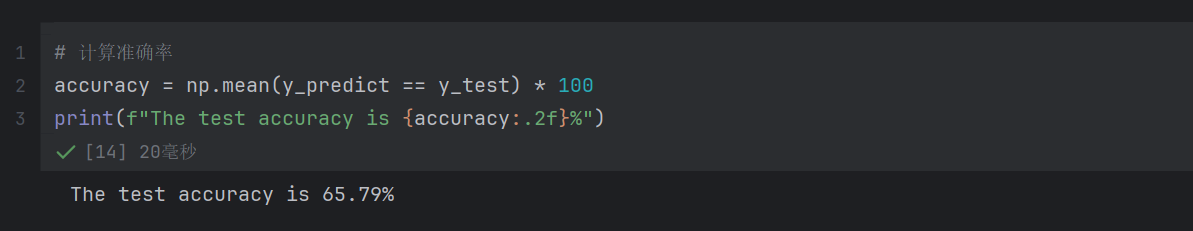 1 # 计算准确率
2 accuracy = np.mean(y_predict == y_test) * 100
3 print(f"The test accuracy is {accuracy:.2f}%")
[14] 20毫秒
The test accuracy is 65.79%